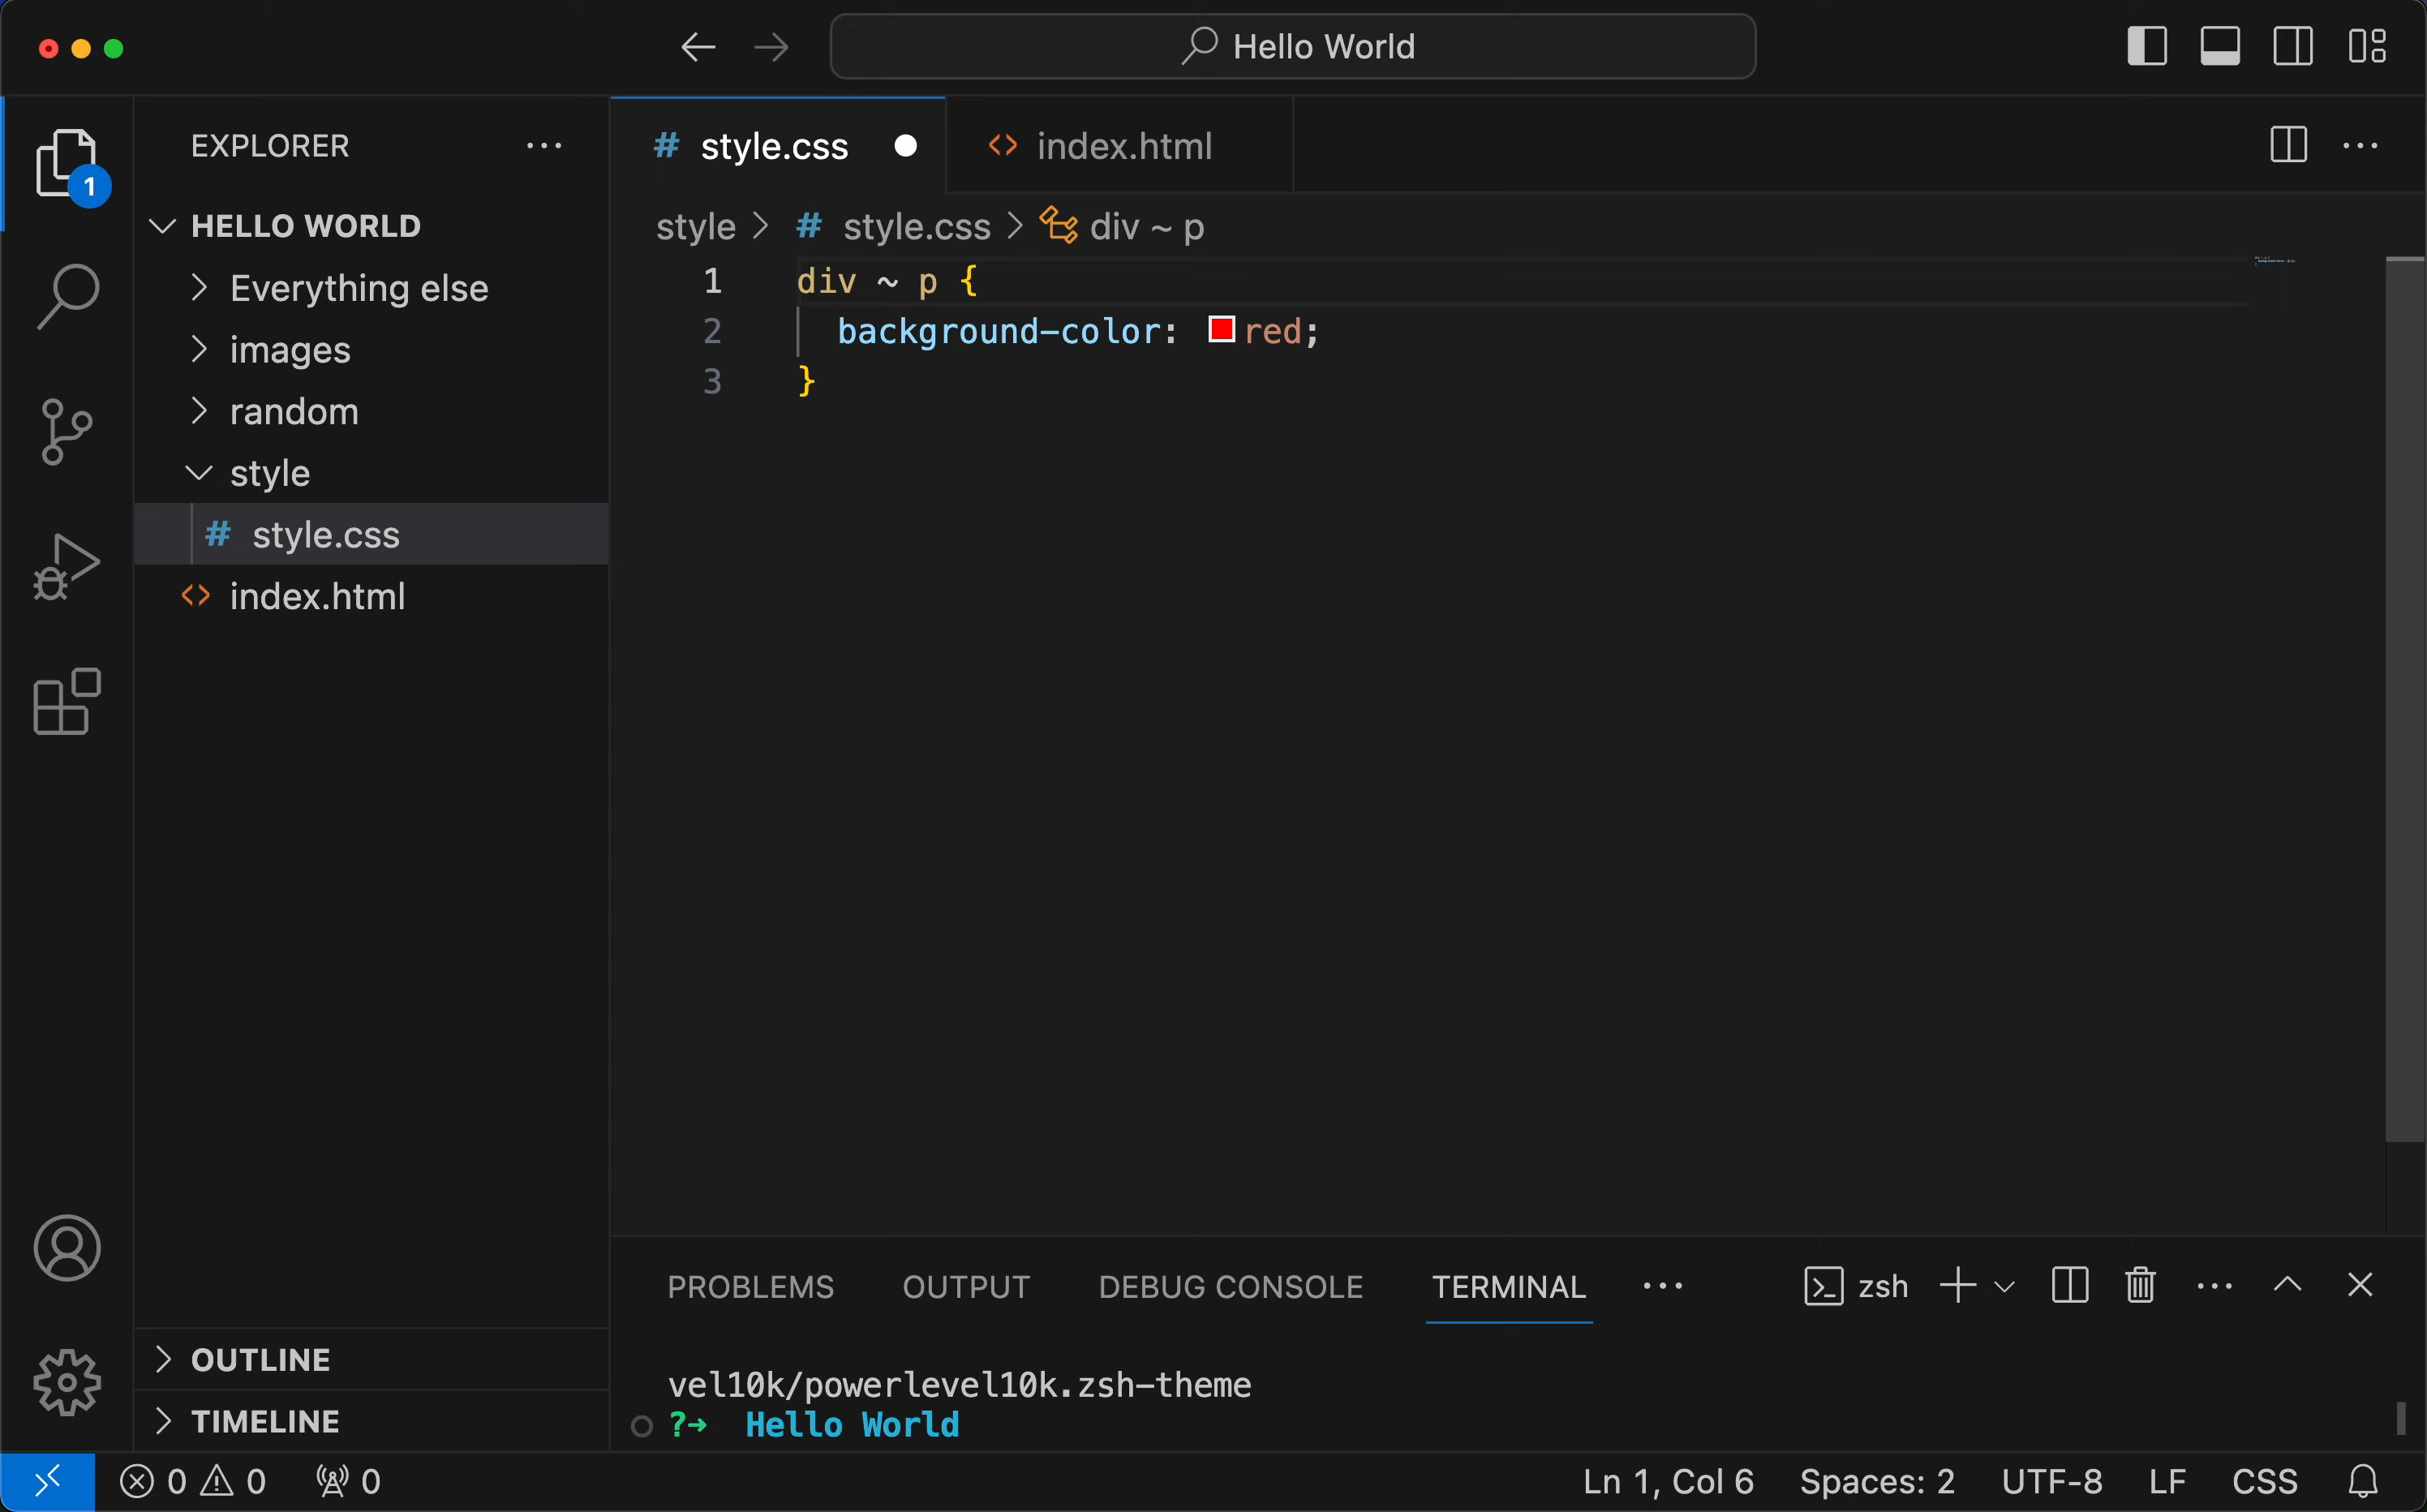 Hello World
EXPLORER
1
HELLO WORLD
Everything else
images
random
style
# style.css
<> index.html
# style.css
<> index.html
style > # style.css > div ~ p
1 div ~ p {
2 background-color: red;
3 }
PROBLEMS OUTPUT DEBUG CONSOLE TERMINAL ··· zsh
vel10k/powerlevel10k.zsh-theme
?→ Hello World
OUTLINE
TIMELINE
0 0 0 Ln 1, Col 6 Spaces: 2 UTF-8 LF CSS